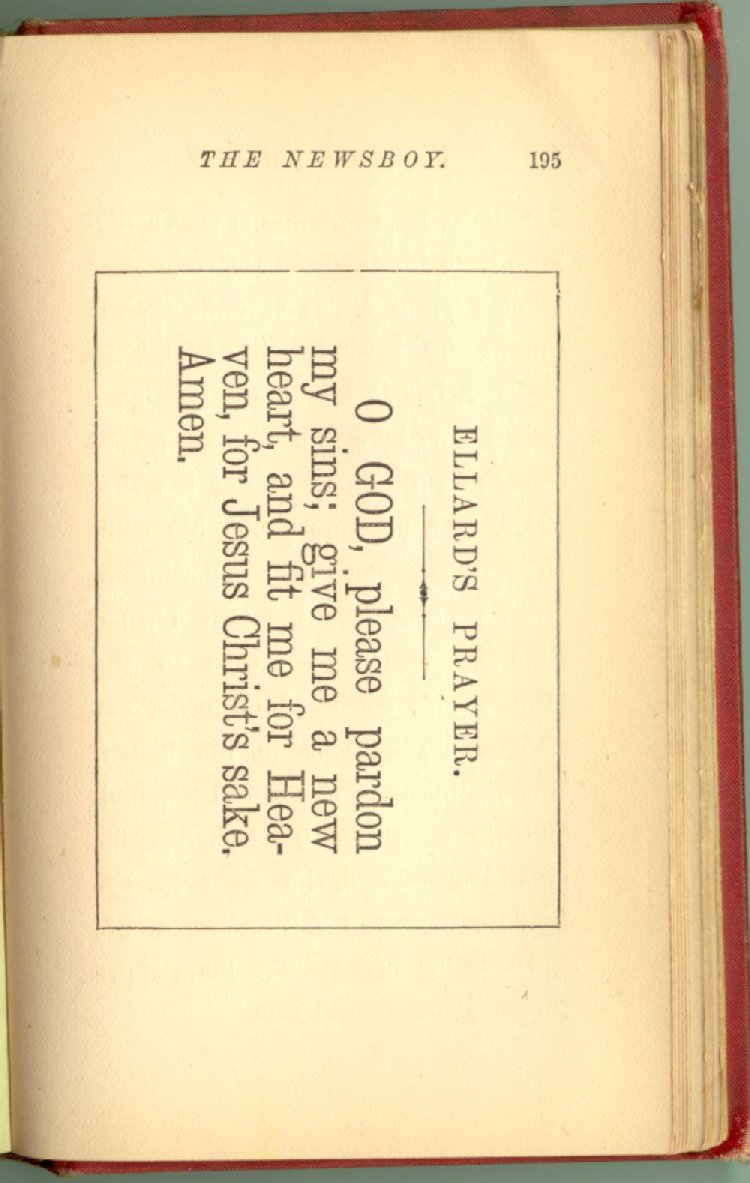 THE NEWSBOY. 195
ELLARD'S PRAYER.
O GOD, please pardon
my sins; give me a new
heart, and fit me for Hea-
ven, for Jesus Christ's sake.
Amen.